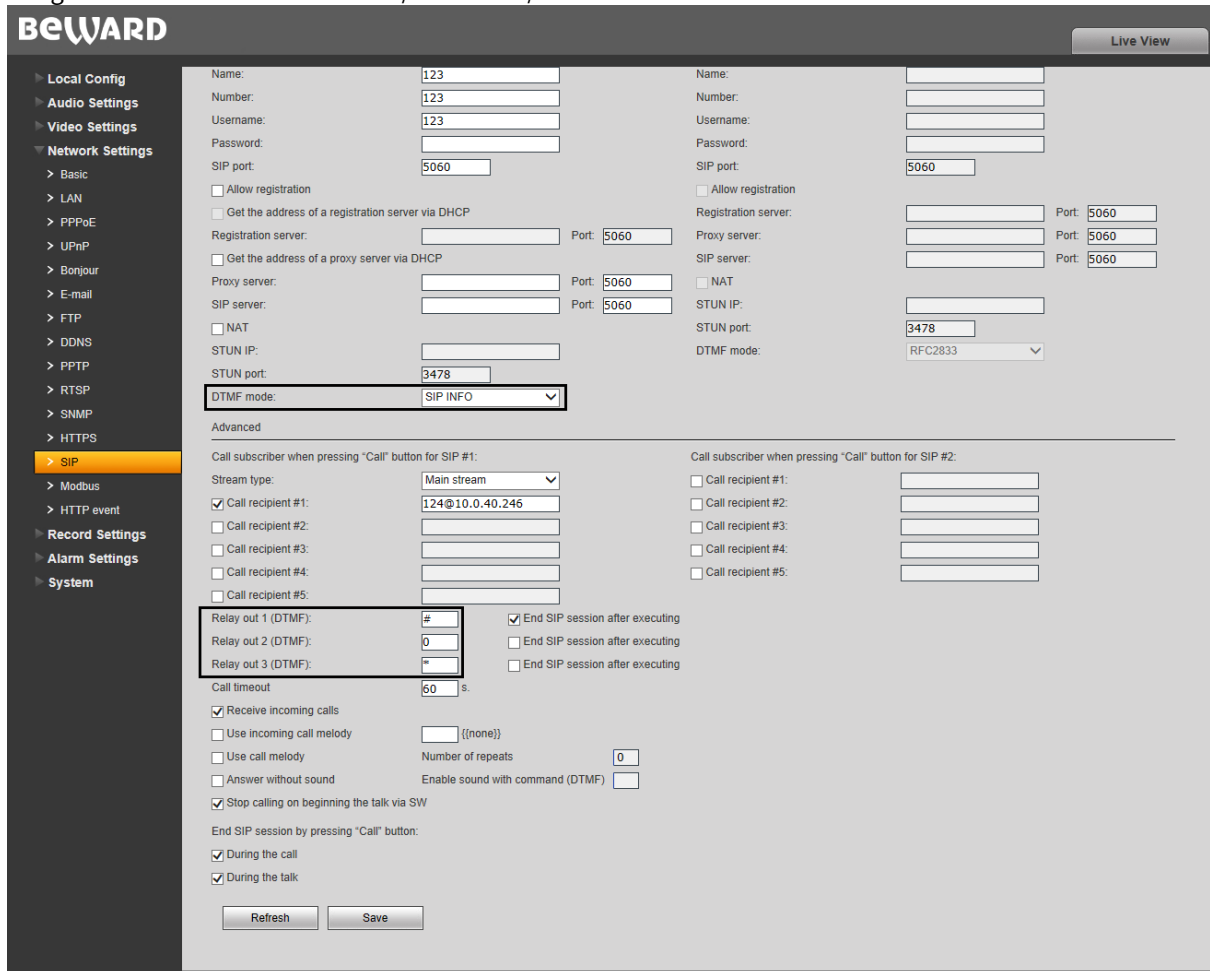 BEWARD
Live View
Local Config
Audio Settings
Video Settings
Network Settings
> Basic
> LAN
> PPPoE
> UPnP
> Bonjour
> E-mail
> FTP
> DDNS
> PPTP
> RTSP
> SNMP
> HTTPS
> SIP
> Modbus
> HTTP event
Record Settings
Alarm Settings
System
Name: 123
Number: 123
Username: 123
Password:
SIP port: 5060
Allow registration
Get the address of a registration server via DHCP
Registration server: Port: 5060
Get the address of a proxy server via DHCP
Proxy server: Port: 5060
SIP server: Port: 5060
NAT
STUN IP:
STUN port: 3478
DTMF mode: SIP INFO
Name:
Number:
Username:
Password:
SIP port: 5060
Allow registration
Registration server: Port: 5060
Proxy server: Port: 5060
SIP server: Port: 5060
NAT
STUN IP:
STUN port: 3478
DTMF mode: RFC2833
Advanced
Call subscriber when pressing “Call” button for SIP #1:
Stream type: Main stream
Call recipient #1: 124@10.0.40.246
Call recipient #2:
Call recipient #3:
Call recipient #4:
Call recipient #5:
Call subscriber when pressing “Call” button for SIP #2:
Call recipient #1:
Call recipient #2:
Call recipient #3:
Call recipient #4:
Call recipient #5:
Relay out 1 (DTMF): # End SIP session after executing
Relay out 2 (DTMF): 0 End SIP session after executing
Relay out 3 (DTMF): * End SIP session after executing
Call timeout 60 s.
Receive incoming calls
Use incoming call melody {{none}}
Use call melody Number of repeats 0
Answer without sound Enable sound with command (DTMF)
Stop calling on beginning the talk via SW
End SIP session by pressing “Call” button:
During the call
During the talk
Refresh Save